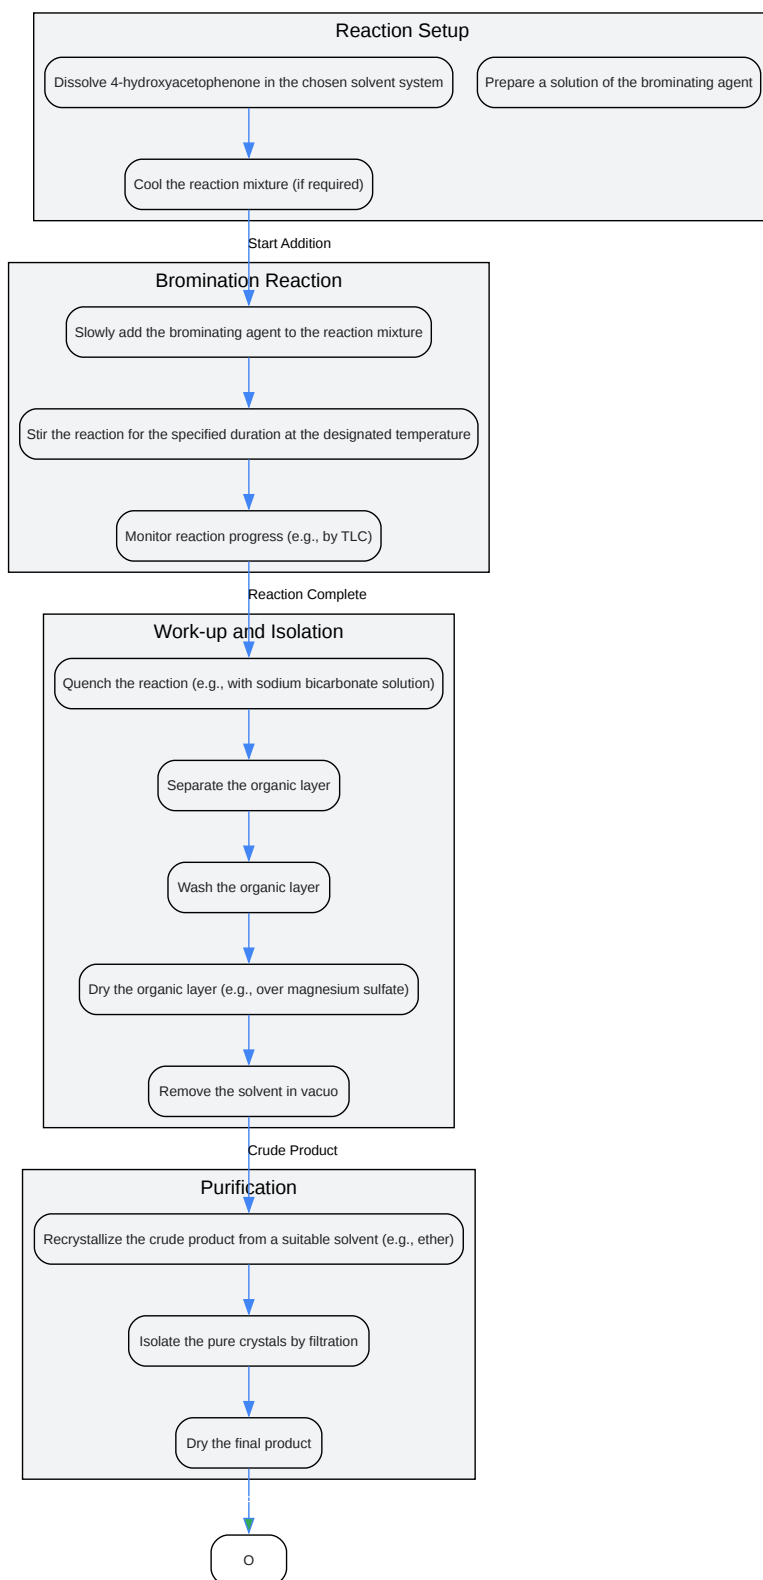 Reaction Setup
Dissolve 4-hydroxyacetophenone in the chosen solvent system
Prepare a solution of the brominating agent
Cool the reaction mixture (if required)
Start Addition
Bromination Reaction
Slowly add the brominating agent to the reaction mixture
Stir the reaction for the specified duration at the designated temperature
Monitor reaction progress (e.g., by TLC)
Reaction Complete
Work-up and Isolation
Quench the reaction (e.g., with sodium bicarbonate solution)
Separate the organic layer
Wash the organic layer
Dry the organic layer (e.g., over magnesium sulfate)
Remove the solvent in vacuo
Crude Product
Purification
Recrystallize the crude product from a suitable solvent (e.g., ether)
Isolate the pure crystals by filtration
Dry the final product
O